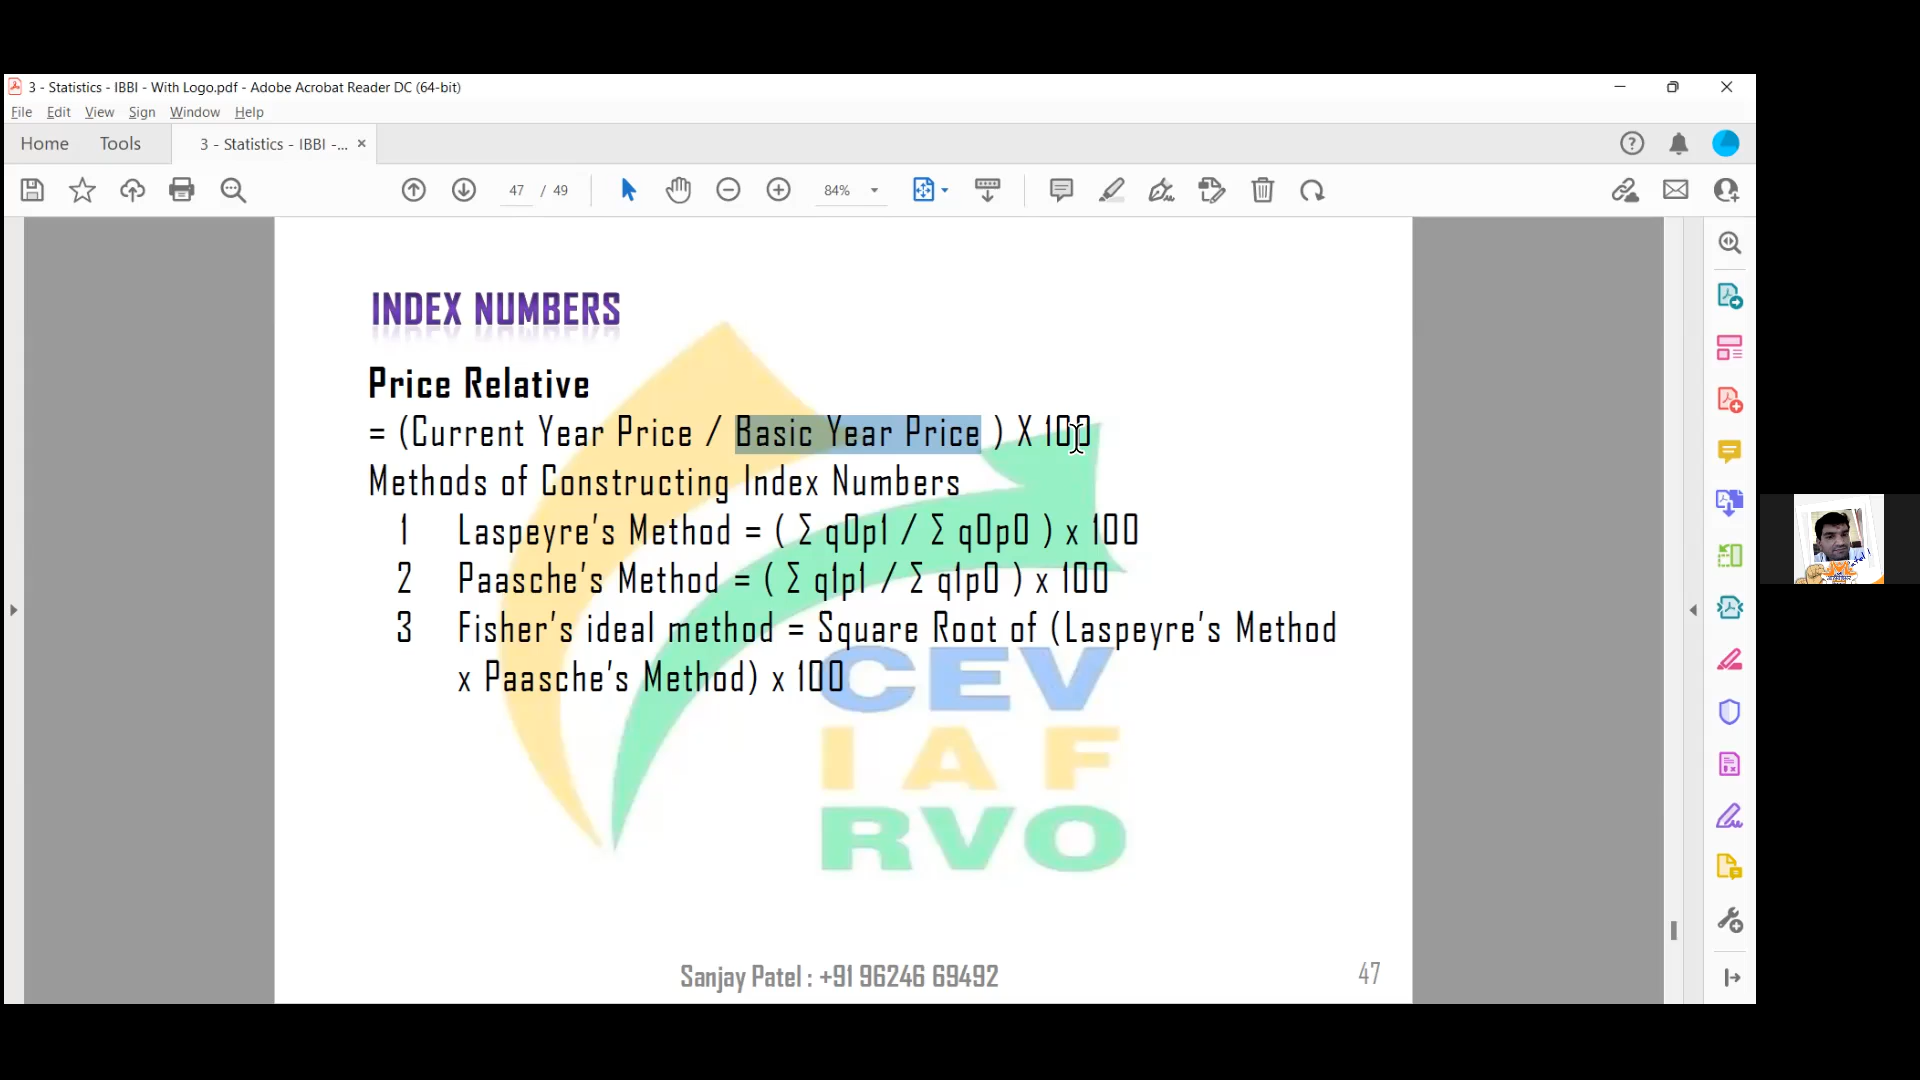 3 - Statistics - IBBI - With Logo.pdf - Adobe Acrobat Reader DC (64-bit)
File Edit View Sign Window Help
Home Tools 3 - Statistics - IBBI -... ×
47 / 49 84%
INDEX NUMBERS
Price Relative
= (Current Year Price / Basic Year Price ) X 100
Methods of Constructing Index Numbers
1 Laspeyre's Method = ( Σ q0p1 / Σ q0p0 ) x 100
2 Paasche's Method = ( Σ q1p1 / Σ q1p0 ) x 100
3 Fisher's ideal method = Square Root of (Laspeyre's Method
x Paasche's Method) x 100
CEV
IAF
RVO
Sanjay Patel : +91 96246 69492
47